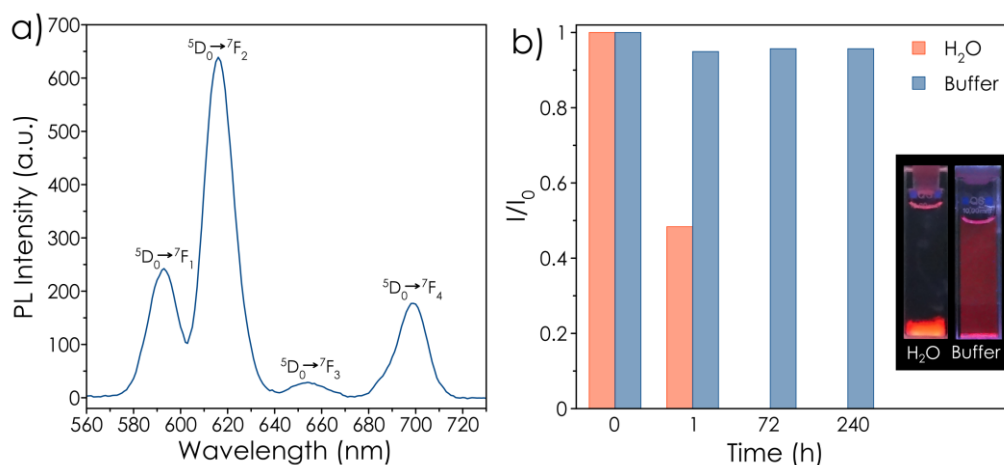 a)
PL Intensity (a.u.)
700
600
500
400
300
200
100
0
⁵D₀→⁷F₁
⁵D₀→⁷F₂
⁵D₀→⁷F₃
⁵D₀→⁷F₄
560 580 600 620 640 660 680 700 720
Wavelength (nm)
b)
I/I₀
1
0.8
0.6
0.4
0.2
0
H₂O
Buffer
H₂O Buffer
0 1 72 240
Time (h)